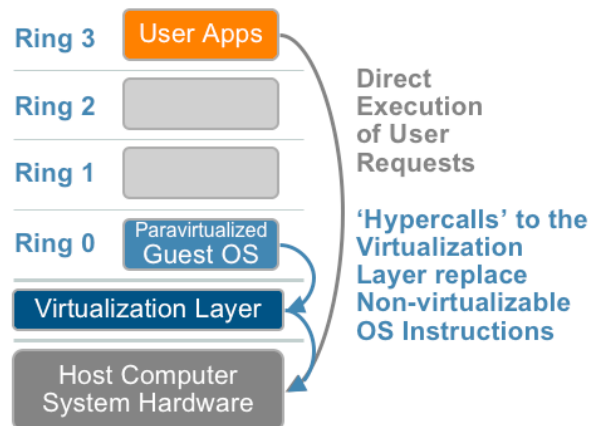 Ring 3
User Apps
Ring 2
Ring 1
Ring 0
Paravirtualized
Guest OS
Virtualization Layer
Host Computer
System Hardware
Direct
Execution
of User
Requests
‘Hypercalls’ to the
Virtualization
Layer replace
Non-virtualizable
OS Instructions